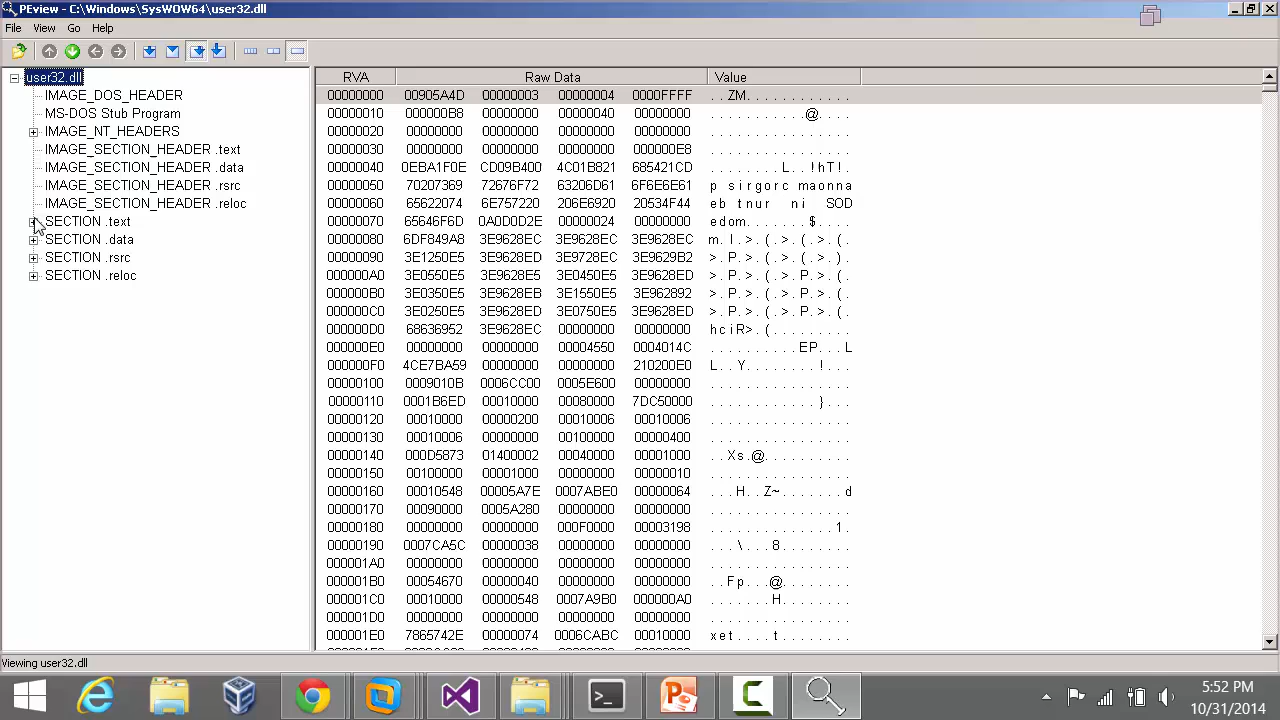 PEview - C:\Windows\SysWOW64\user32.dll
File View Go Help
user32.dll
IMAGE_DOS_HEADER
MS-DOS Stub Program
IMAGE_NT_HEADERS
IMAGE_SECTION_HEADER .text
IMAGE_SECTION_HEADER .data
IMAGE_SECTION_HEADER .rsrc
IMAGE_SECTION_HEADER .reloc
SECTION .text
SECTION .data
SECTION .rsrc
SECTION .reloc
RVA Raw Data Value
00000000 00905A4D 00000003 00000004 0000FFFF ..ZM............
00000010 000000B8 00000000 00000040 00000000 ...........@....
00000020 00000000 00000000 00000000 00000000 ................
00000030 00000000 00000000 00000000 000000E8 ................
00000040 0EBA1F0E CD09B400 4C01B821 685421CD ........L..!hT!.
00000050 70207369 72676F72 63206D61 6F6E6E61 p sirgorc maonna
00000060 65622074 6E757220 206E6920 20534F44 eb tnur ni SOD
00000070 65646F6D 0A0D0D2E 00000024 00000000 edom.......$....
00000080 6DF849A8 3E9628EC 3E9628EC 3E9628EC m.I.>.(.>.(.>.(.
00000090 3E1250E5 3E9628ED 3E9728EC 3E9629B2 >.P.>.(.>.(.>.).
000000A0 3E0550E5 3E9628E5 3E0450E5 3E9628ED >.P.>.(.>.P.>.(.
000000B0 3E0350E5 3E9628EB 3E1550E5 3E962892 >.P.>.(.>.P.>.(.
000000C0 3E0250E5 3E9628ED 3E0750E5 3E9628ED >.P.>.(.>.P.>.(.
000000D0 68636952 3E9628EC 00000000 00000000 hciR>.(.........
000000E0 00000000 00000000 00004550 0004014C ..........EP...L
000000F0 4CE7BA59 00000000 00000000 210200E0 L..Y........!...
00000100 0009010B 0006CC00 0005E600 00000000 ................
00000110 0001B6ED 00010000 00080000 7DC50000 ............}...
00000120 00010000 00000200 00010006 00010006 ................
00000130 00010006 00000000 00100000 00000400 ................
00000140 000D5873 01400002 00040000 00001000 ..Xs.@..........
00000150 00100000 00001000 00000000 00000010 ................
00000160 00010548 00005A7E 0007ABE0 00000064 ...H..Z~.......d
00000170 00090000 0005A280 00000000 00000000 ................
00000180 00000000 00000000 000F0000 00003198 ..............1.
00000190 0007CA5C 00000038 00000000 00000000 ...\...8........
000001A0 00000000 00000000 00000000 00000000 ................
000001B0 00054670 00000040 00000000 00000000 ..Fp...@........
000001C0 00010000 00000548 0007A9B0 000000A0 .......H........
000001D0 00000000 00000000 00000000 00000000 ................
000001E0 7865742E 00000074 0006CABC 00010000 xet....t........
Viewing user32.dll
5:52 PM
10/31/2014